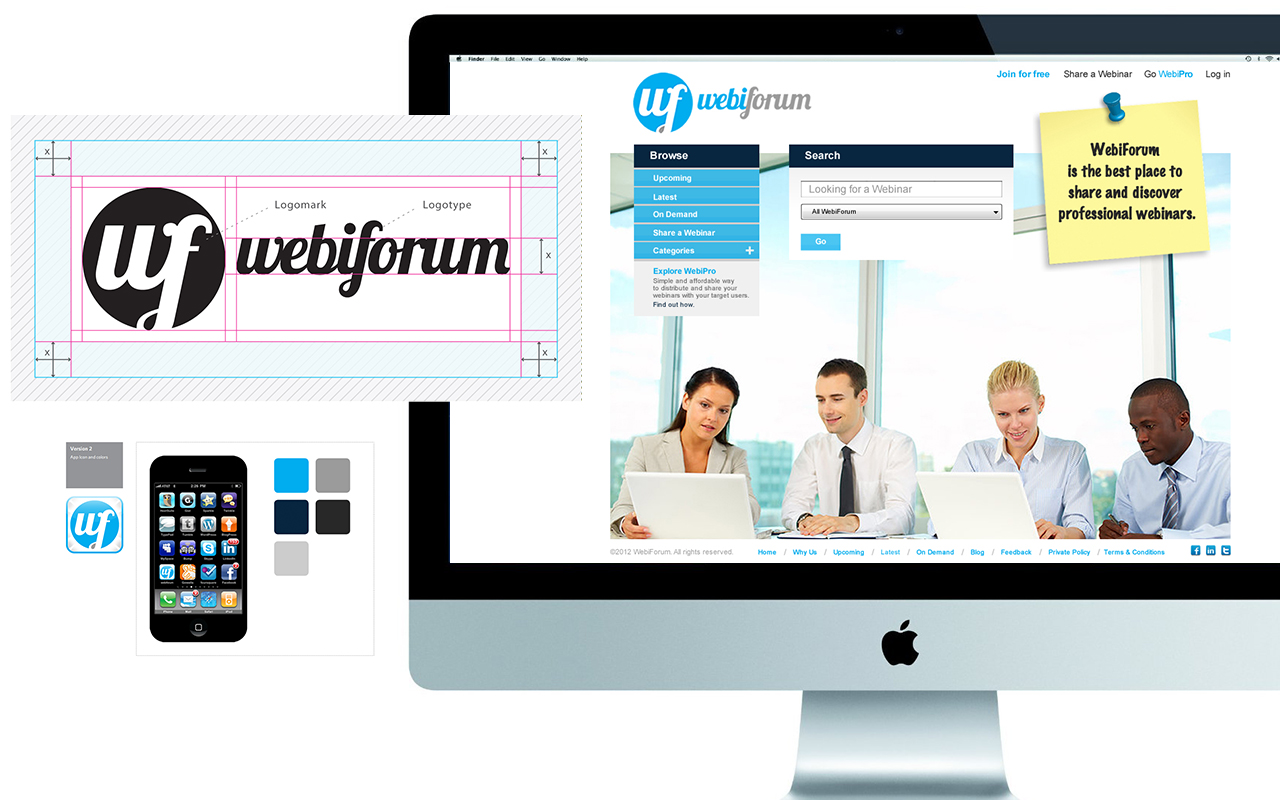 Finder File Edit View Go Window Help
Join for free Share a Webinar Go WebiPro Log in
wf webiforum
WebiForum
is the best place to
share and discover
professional webinars.
Browse
Upcoming
Latest
On Demand
Share a Webinar
Categories +
Explore WebiPro
Simple and affordable way
to distribute and share your
webinars with your target users.
Find out how.
Search
Looking for a Webinar
All WebiForum
Go
©2012 WebiForum. All rights reserved. Home / Why Us / Upcoming / Latest / On Demand / Blog / Feedback / Private Policy / Terms & Conditions
x x
Logomark Logotype
wf webiforum
x
x x
Version 2
App Icon and colors
wf